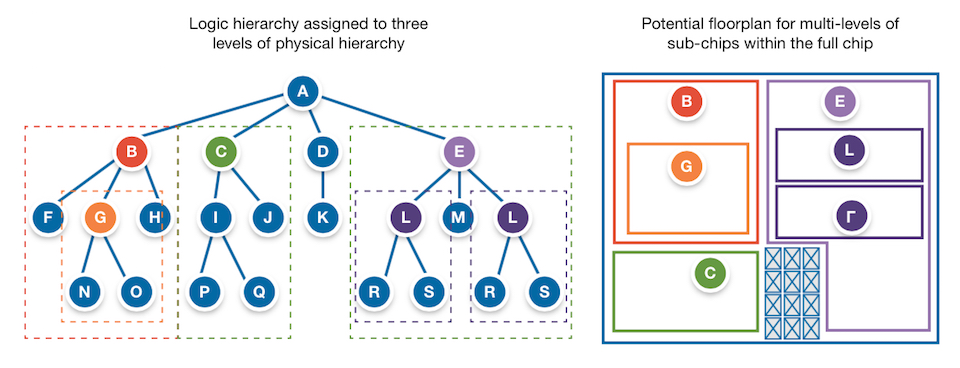 Logic hierarchy assigned to three
levels of physical hierarchy
Potential floorplan for multi-levels of
sub-chips within the full chip
A
B C D E
F G H I J K L M L
N O P Q R S R S
B E
L
G
Γ
C